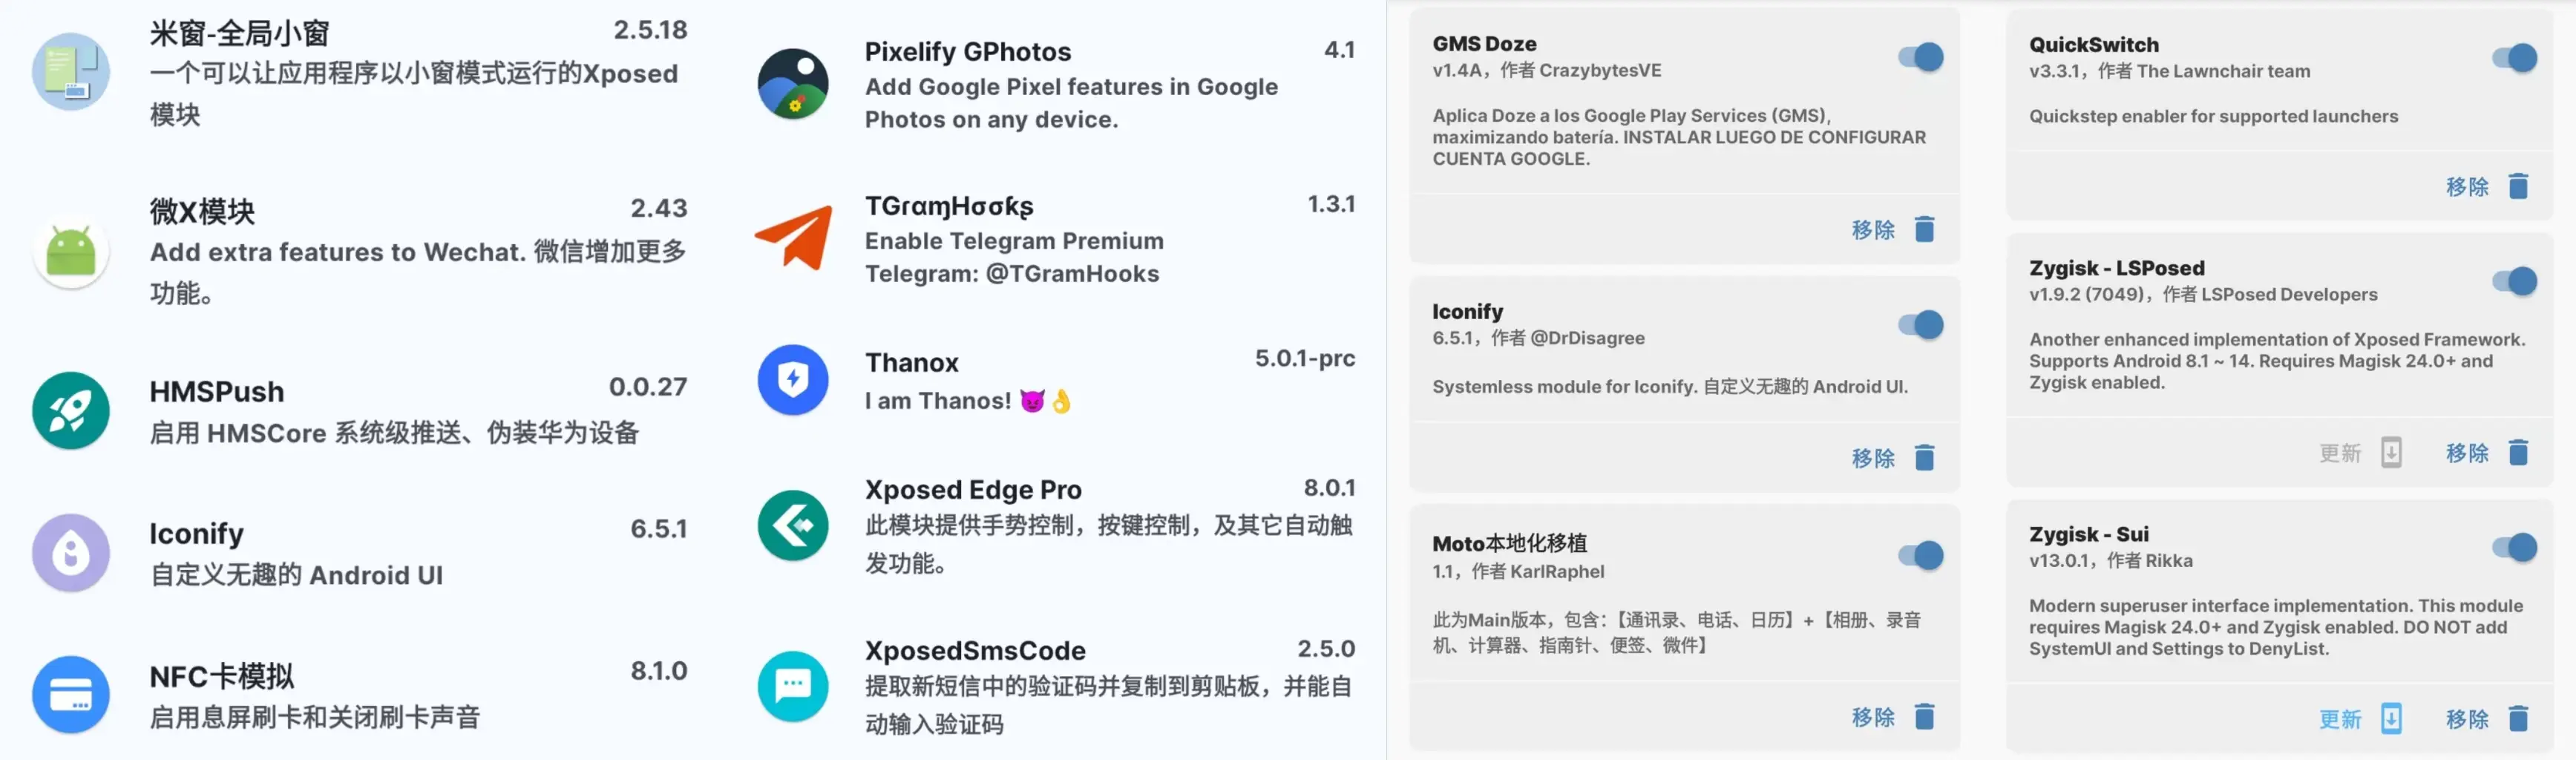 米窗-全局小窗
2.5.18
一个可以让应用程序以小窗模式运行的Xposed
模块
微X模块
2.43
Add extra features to Wechat. 微信增加更多
功能。
HMSPush
0.0.27
启用 HMSCore 系统级推送、伪装华为设备
Iconify
6.5.1
自定义无趣的 Android UI
NFC卡模拟
8.1.0
启用息屏刷卡和关闭刷卡声音
Pixelify GPhotos
4.1
Add Google Pixel features in Google
Photos on any device.
TGɾαɱHσσƙʂ
1.3.1
Enable Telegram Premium
Telegram: @TGramHooks
Thanox
5.0.1-prc
I am Thanos! 😈👌
Xposed Edge Pro
8.0.1
此模块提供手势控制，按键控制，及其它自动触
发功能。
XposedSmsCode
2.5.0
提取新短信中的验证码并复制到剪贴板，并能自
动输入验证码
GMS Doze
v1.4A，作者 CrazybytesVE
Aplica Doze a los Google Play Services (GMS),
maximizando batería. INSTALAR LUEGO DE CONFIGURAR
CUENTA GOOGLE.
移除
Iconify
6.5.1，作者 @DrDisagree
Systemless module for Iconify. 自定义无趣的 Android UI.
移除
Moto本地化移植
1.1，作者 KarlRaphel
此为Main版本，包含：【通讯录、电话、日历】+【相册、录音
机、计算器、指南针、便签、微件】
移除
QuickSwitch
v3.3.1，作者 The Lawnchair team
Quickstep enabler for supported launchers
移除
Zygisk - LSPosed
v1.9.2 (7049)，作者 LSPosed Developers
Another enhanced implementation of Xposed Framework.
Supports Android 8.1 ~ 14. Requires Magisk 24.0+ and
Zygisk enabled.
更新 移除
Zygisk - Sui
v13.0.1，作者 Rikka
Modern superuser interface implementation. This module
requires Magisk 24.0+ and Zygisk enabled. DO NOT add
SystemUI and Settings to DenyList.
更新 移除